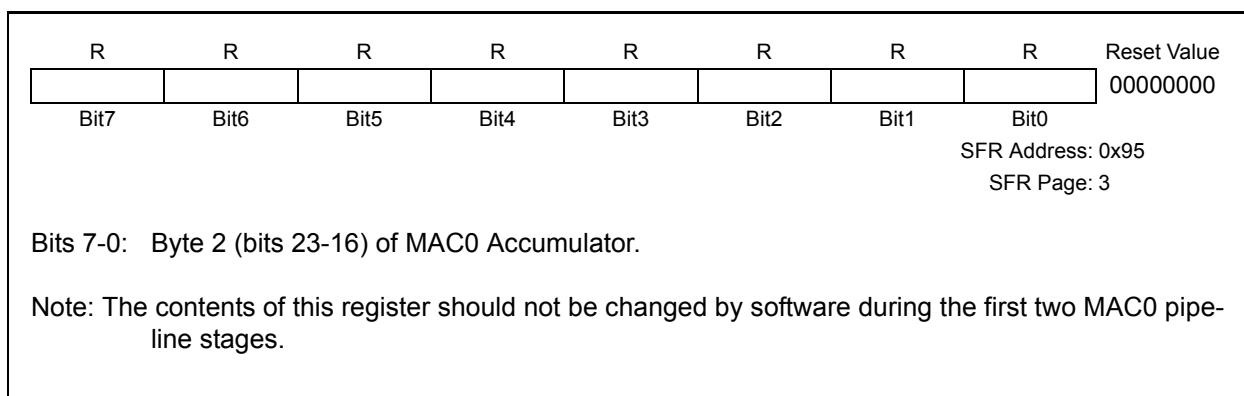 R R R R R R R R Reset Value
00000000
Bit7 Bit6 Bit5 Bit4 Bit3 Bit2 Bit1 Bit0
SFR Address: 0x95
SFR Page: 3
Bits 7-0: Byte 2 (bits 23-16) of MAC0 Accumulator.
Note: The contents of this register should not be changed by software during the first two MAC0 pipe-
line stages.